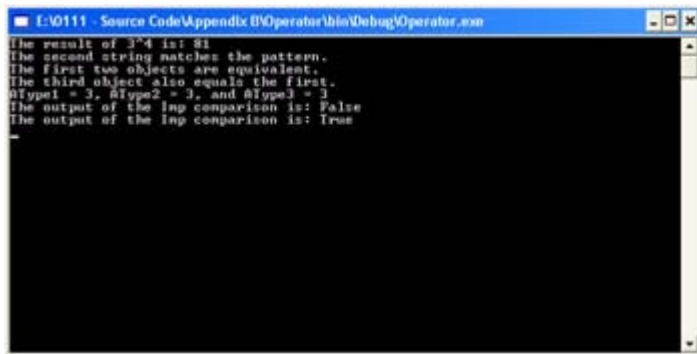 E:\0111 - Source Code\Appendix B\Operator\bin\Debug\Operator.exe
The result of 3^4 is: 81
The second string matches the pattern.
The first two objects are equivalent.
The third object also equals the first.
AType1 = 3, AType2 = 3, and AType3 = 3
The output of the Imp comparison is: False
The output of the Imp comparison is: True